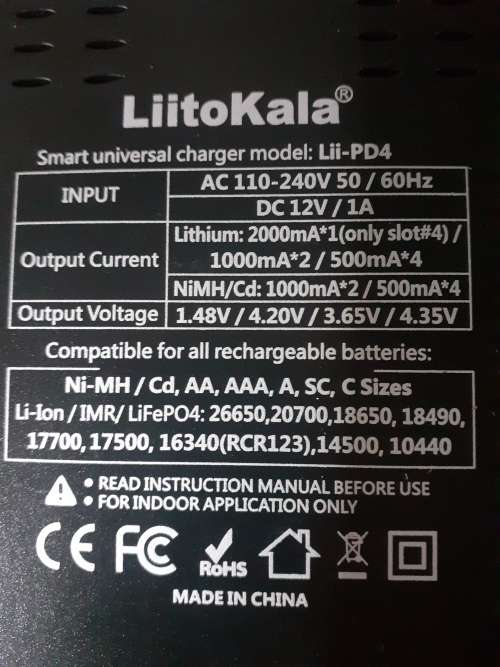 LiitoKala®
Smart universal charger model: Lii-PD4
INPUT
AC 110-240V 50 / 60Hz
DC 12V / 1A
Output Current
Lithium: 2000mA*1(only slot#4) /
1000mA*2 / 500mA*4
NiMH/Cd: 1000mA*2 / 500mA*4
Output Voltage
1.48V / 4.20V / 3.65V / 4.35V
Compatible for all rechargeable batteries:
Ni-MH / Cd, AA, AAA, A, SC, C Sizes
Li-Ion / IMR/ LiFePO4: 26650,20700,18650, 18490,
17700, 17500, 16340(RCR123),14500, 10440
• READ INSTRUCTION MANUAL BEFORE USE
• FOR INDOOR APPLICATION ONLY
CE FC RoHS
MADE IN CHINA